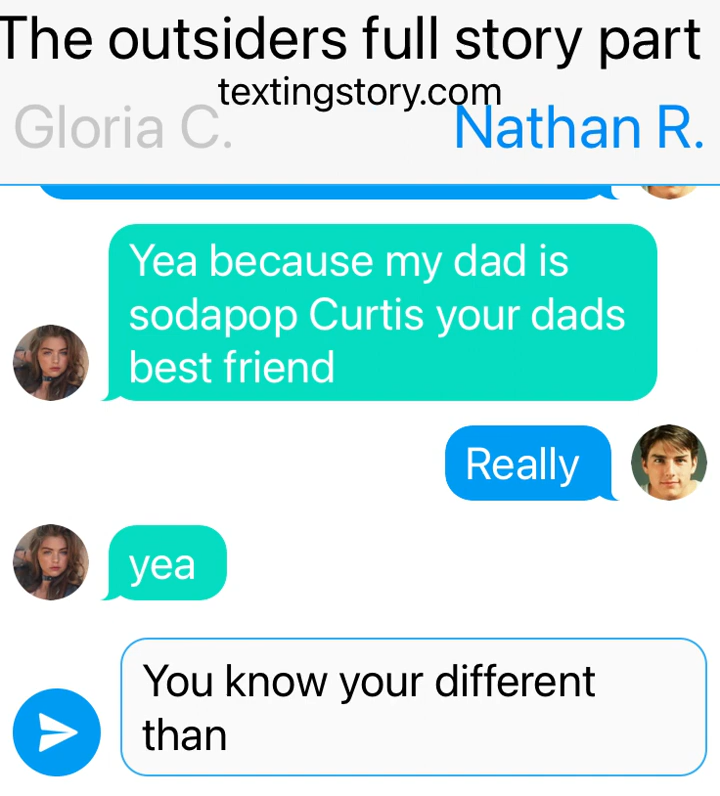 The outsiders full story part
textingstory.com
Gloria C.
Nathan R.
Yea because my dad is
sodapop Curtis your dads
best friend
Really
yea
You know your different
than